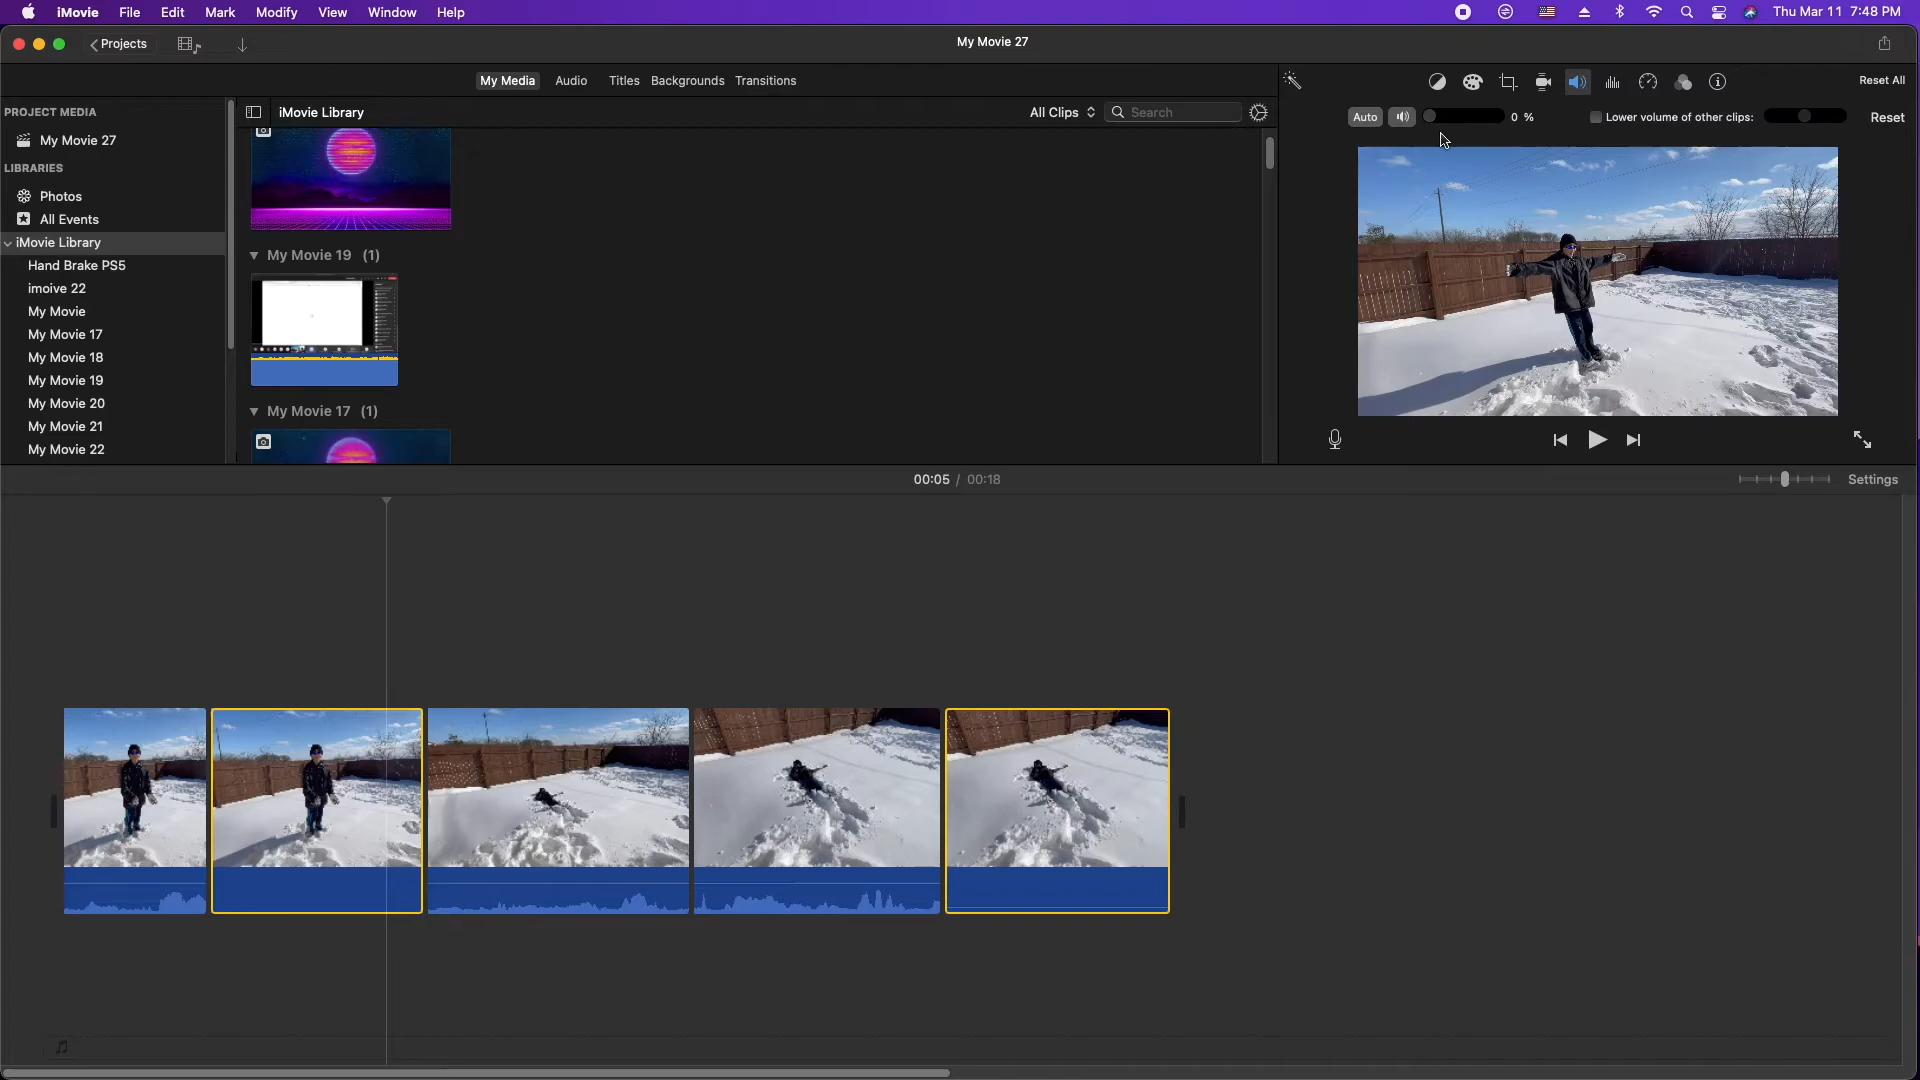 iMovie File Edit Mark Modify View Window Help Thu Mar 11 7:48 PM
Projects My Movie 27
My Media Audio Titles Backgrounds Transitions Reset All
PROJECT MEDIA
My Movie 27
LIBRARIES
Photos
All Events
iMovie Library
Hand Brake PS5
imoive 22
My Movie
My Movie 17
My Movie 18
My Movie 19
My Movie 20
My Movie 21
My Movie 22
iMovie Library All Clips Search
My Movie 19 (1)
My Movie 17 (1)
Auto 0 % Lower volume of other clips: Reset
00:05 / 00:18 Settings